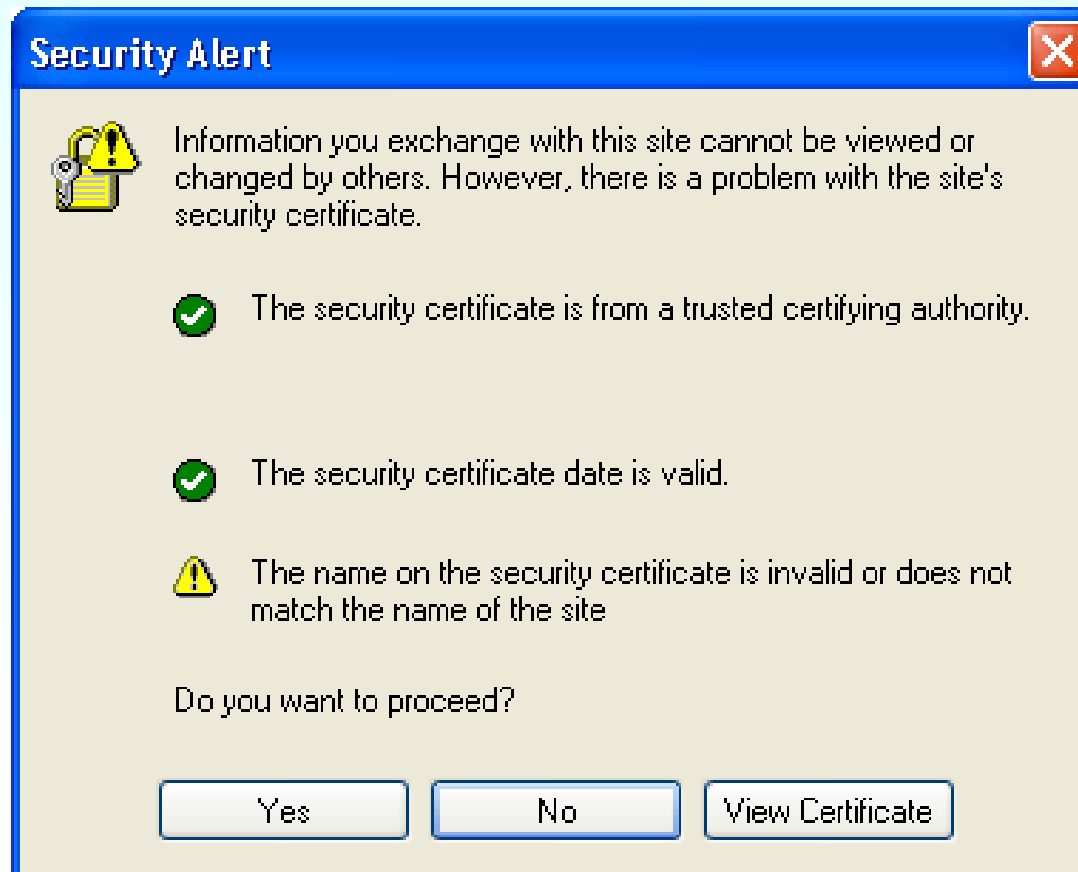 Security Alert
Information you exchange with this site cannot be viewed or
changed by others. However, there is a problem with the site's
security certificate.
The security certificate is from a trusted certifying authority.
The security certificate date is valid.
The name on the security certificate is invalid or does not
match the name of the site
Do you want to proceed?
Yes
No
View Certificate